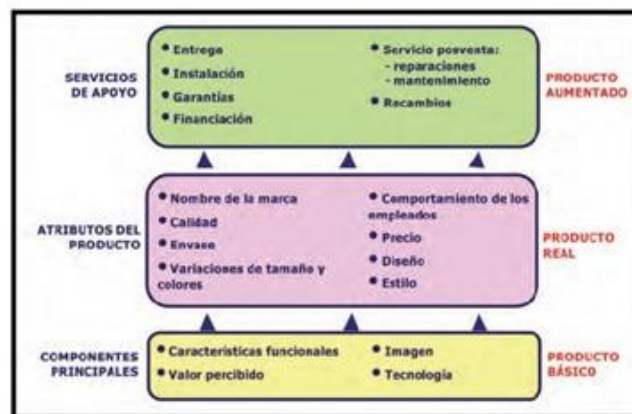 SERVICIOS
DE APOYO
• Entrega
• Instalación
• Garantías
• Financiación
• Servicio posventa:
- reparaciones
- mantenimiento
• Recambios
PRODUCTO
AUMENTADO
ATRIBUTOS DEL
PRODUCTO
• Nombre de la marca
• Calidad
• Envase
• Variaciones de tamaño y
colores
• Comportamiento de los
empleados
• Precio
• Diseño
• Estilo
PRODUCTO
REAL
COMPONENTES
PRINCIPALES
• Características funcionales
• Valor percibido
• Imagen
• Tecnología
PRODUCTO
BÁSICO